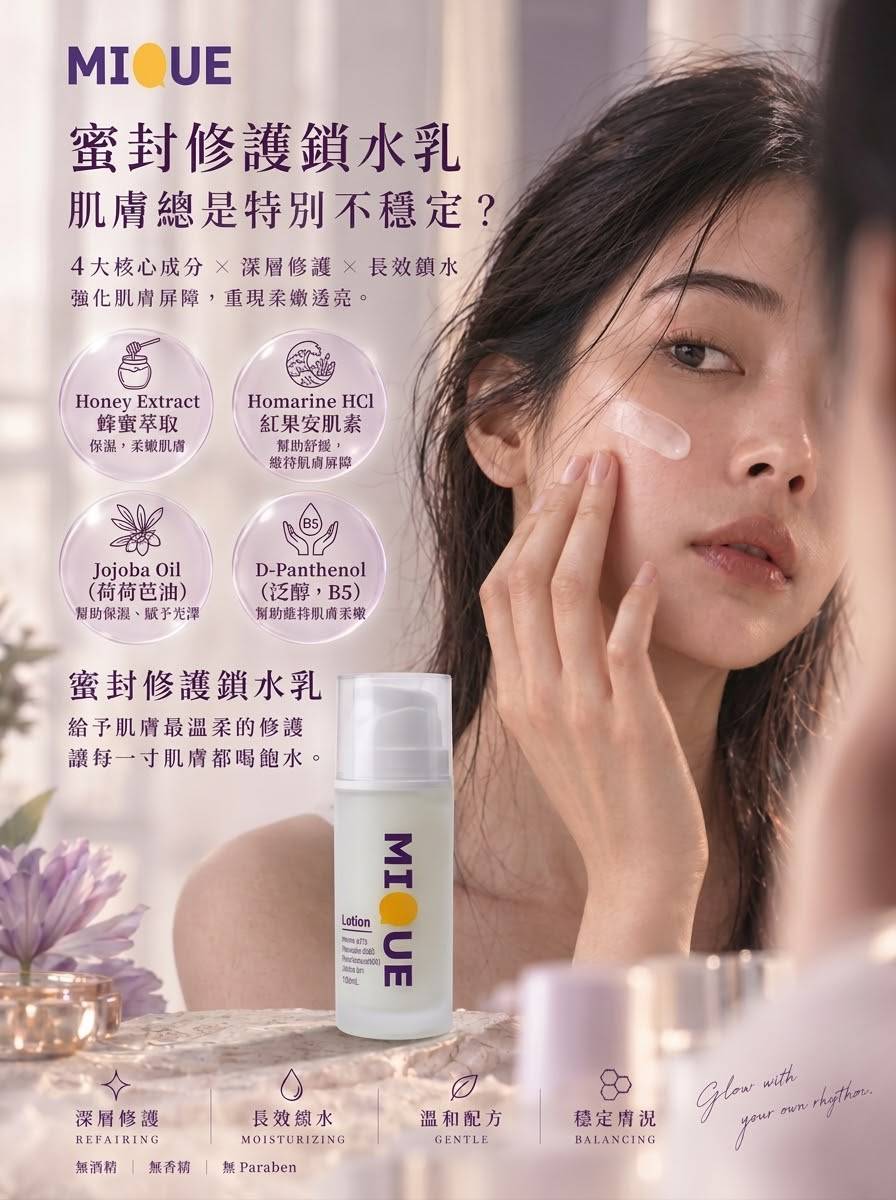 MIQUE
蜜封修護鎖水乳
肌膚總是特別不穩定？
4大核心成分 × 深層修護 × 長效鎖水
強化肌膚屏障，重現柔嫩透亮。
Honey Extract
蜂蜜萃取
保濕，柔嫩肌膚
Homarine HCl
紅果安肌素
幫助舒緩，
維持肌膚屏障
Jojoba Oil
（荷荷芭油）
幫助保濕、賦予光澤
D-Panthenol
（泛醇，B5）
幫助維持肌膚柔嫩
B5
蜜封修護鎖水乳
給予肌膚最溫柔的修護
讓每一寸肌膚都喝飽水。
MIQUE
Lotion
深層修護
REFAIRING
長效線水
MOISTURIZING
溫和配方
GENTLE
穩定膚況
BALANCING
無酒精｜無香精｜無 Paraben
Glow with
your own rhythm.